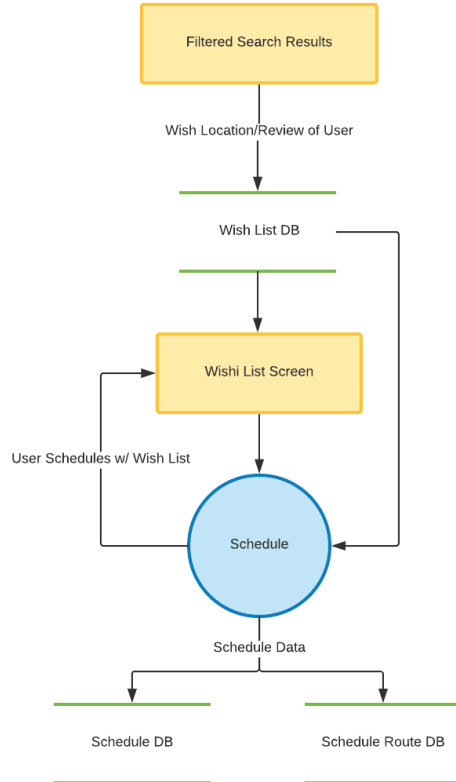 Filtered Search Results
Wish Location/Review of User
Wish List DB
Wishi List Screen
User Schedules w/ Wish List
Schedule
Schedule Data
Schedule DB
Schedule Route DB